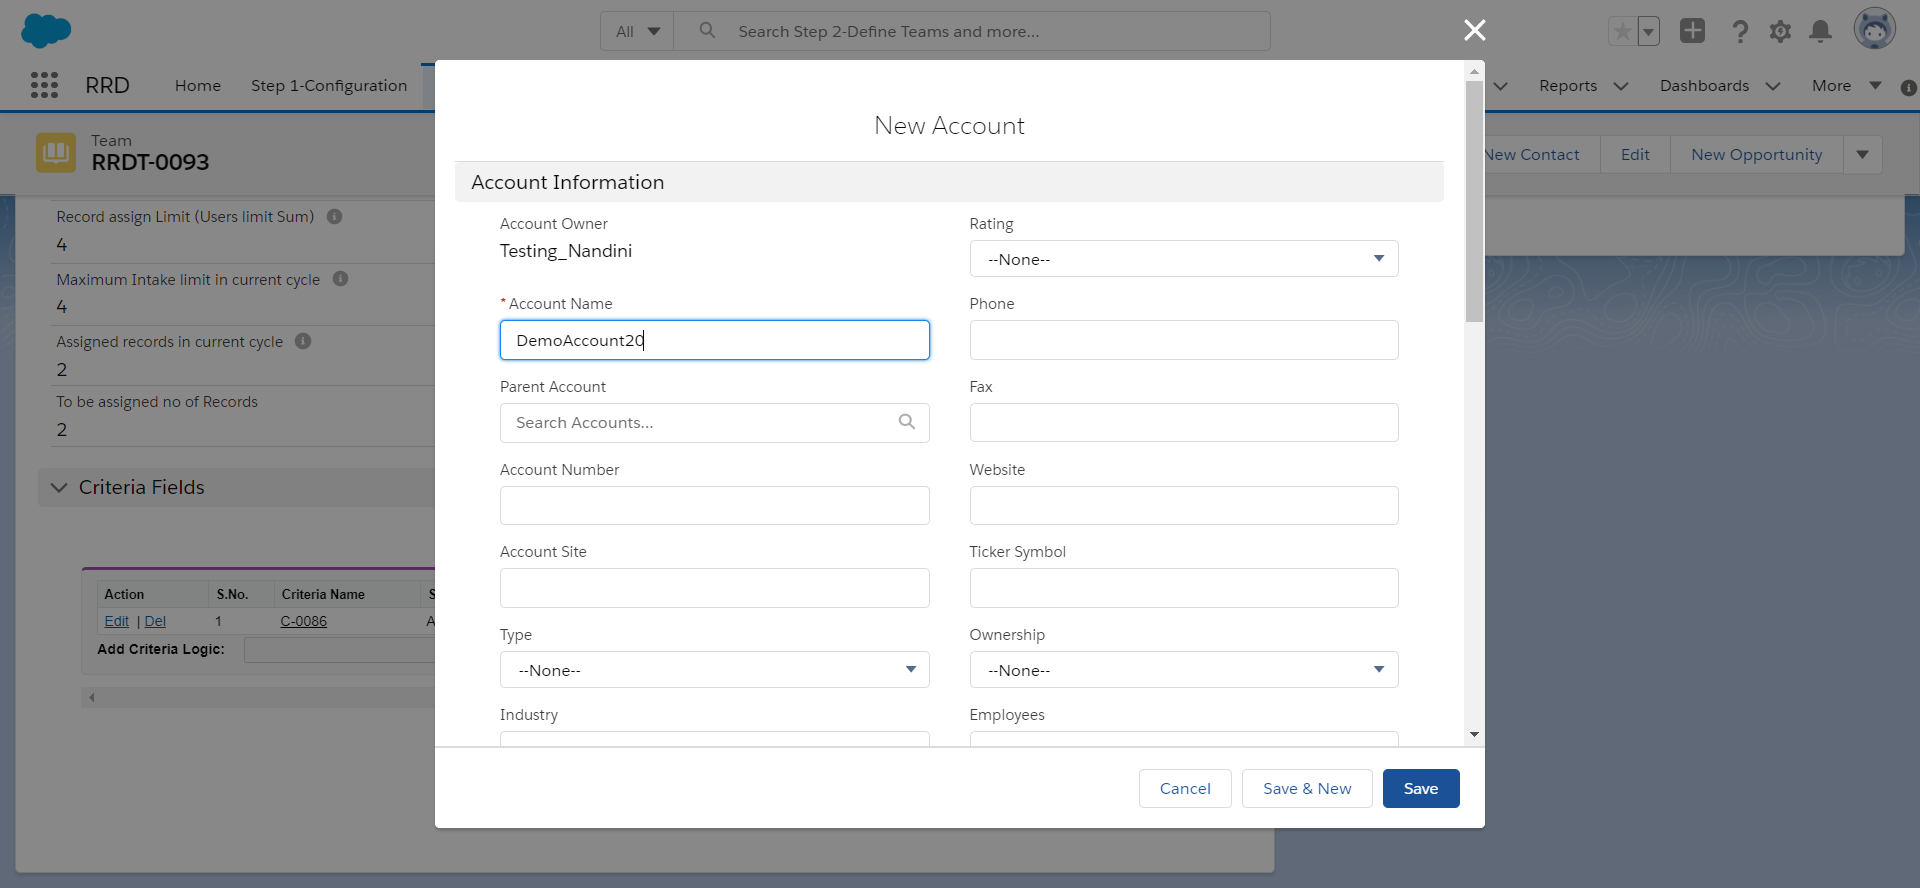 All
Search Step 2-Define Teams and more...
RRD
Home
Step 1-Configuration
Reports
Dashboards
More
Team
RRDT-0093
New Contact
Edit
New Opportunity
Record assign Limit (Users limit Sum)
4
Maximum Intake limit in current cycle
4
Assigned records in current cycle
2
To be assigned no of Records
2
Criteria Fields
Action S.No. Criteria Name S
Edit | Del 1 C-0086 A
Add Criteria Logic:
New Account
Account Information
Account Owner
Testing_Nandini
Rating
--None--
* Account Name
DemoAccount20
Phone
Parent Account
Search Accounts...
Fax
Account Number
Website
Account Site
Ticker Symbol
Type
--None--
Ownership
--None--
Industry
Employees
Cancel
Save & New
Save